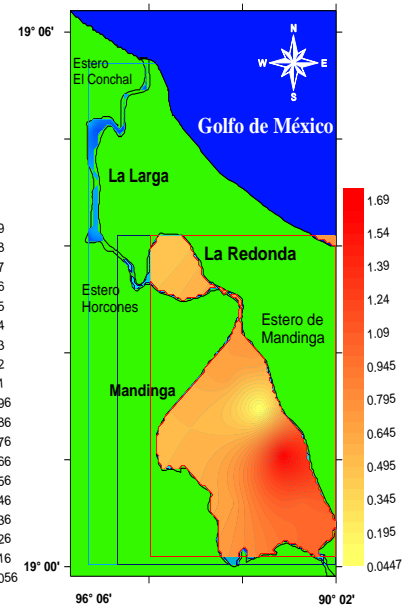 19° 06'
N
W E
S
Estero
El Conchal
Golfo de México
La Larga
La Redonda
Estero
Horcones
Estero de
Mandinga
Mandinga
1.69
1.54
1.39
1.24
1.09
0.945
0.795
0.645
0.495
0.345
0.195
0.0447
19° 00'
96° 06'
90° 02'